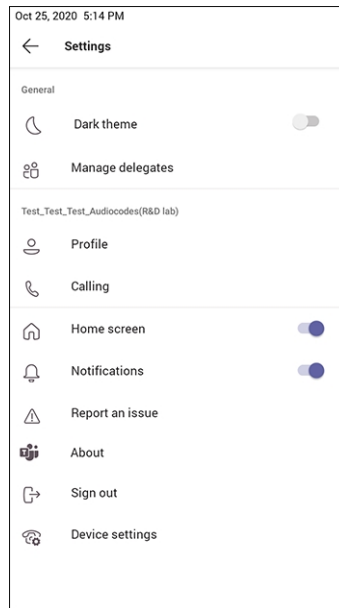 Oct 25, 2020 5:14 PM
Settings
General
Dark theme
Manage delegates
Test_Test_Test_Audiocodes(R&D lab)
Profile
Calling
Home screen
Notifications
Report an issue
About
Sign out
Device settings